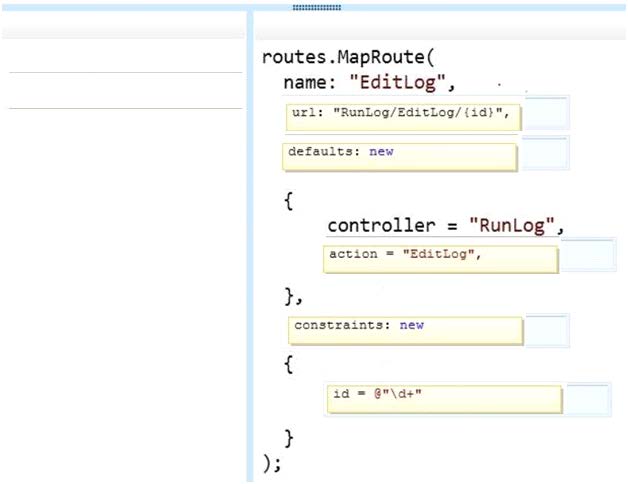 routes.MapRoute(
name: "EditLog",
url: "RunLog/EditLog/{id}",
defaults: new
{
controller = "RunLog",
action = "EditLog",
},
constraints: new
{
id = @"\d+"
}
);